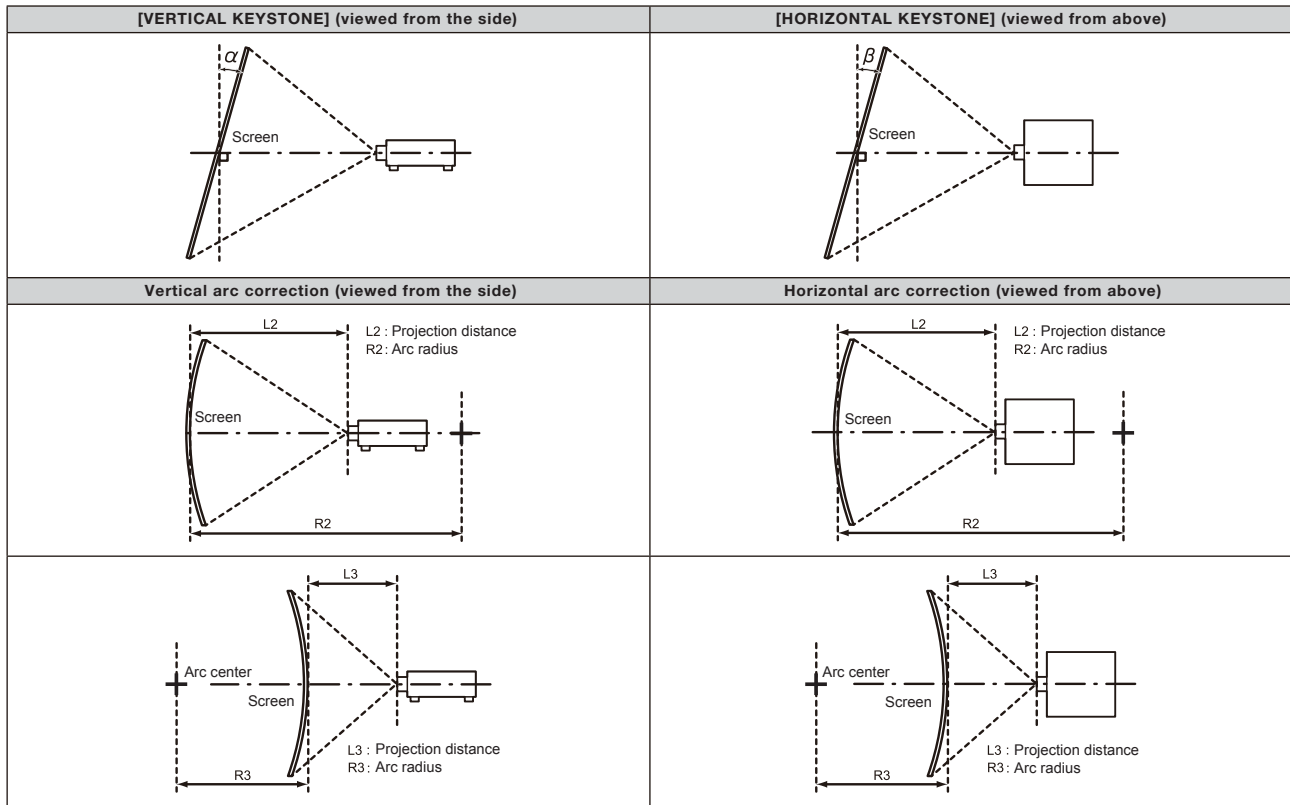 [VERTICAL KEYSTONE] (viewed from the side)
[HORIZONTAL KEYSTONE] (viewed from above)
α
Screen
β
Screen
Vertical arc correction (viewed from the side)
Horizontal arc correction (viewed from above)
L2
L2 : Projection distance
R2 : Arc radius
Screen
R2
L2
L2 : Projection distance
R2 : Arc radius
Screen
R2
L3
Arc center
Screen
L3 : Projection distance
R3 : Arc radius
R3
L3
Arc center
Screen
L3 : Projection distance
R3 : Arc radius
R3